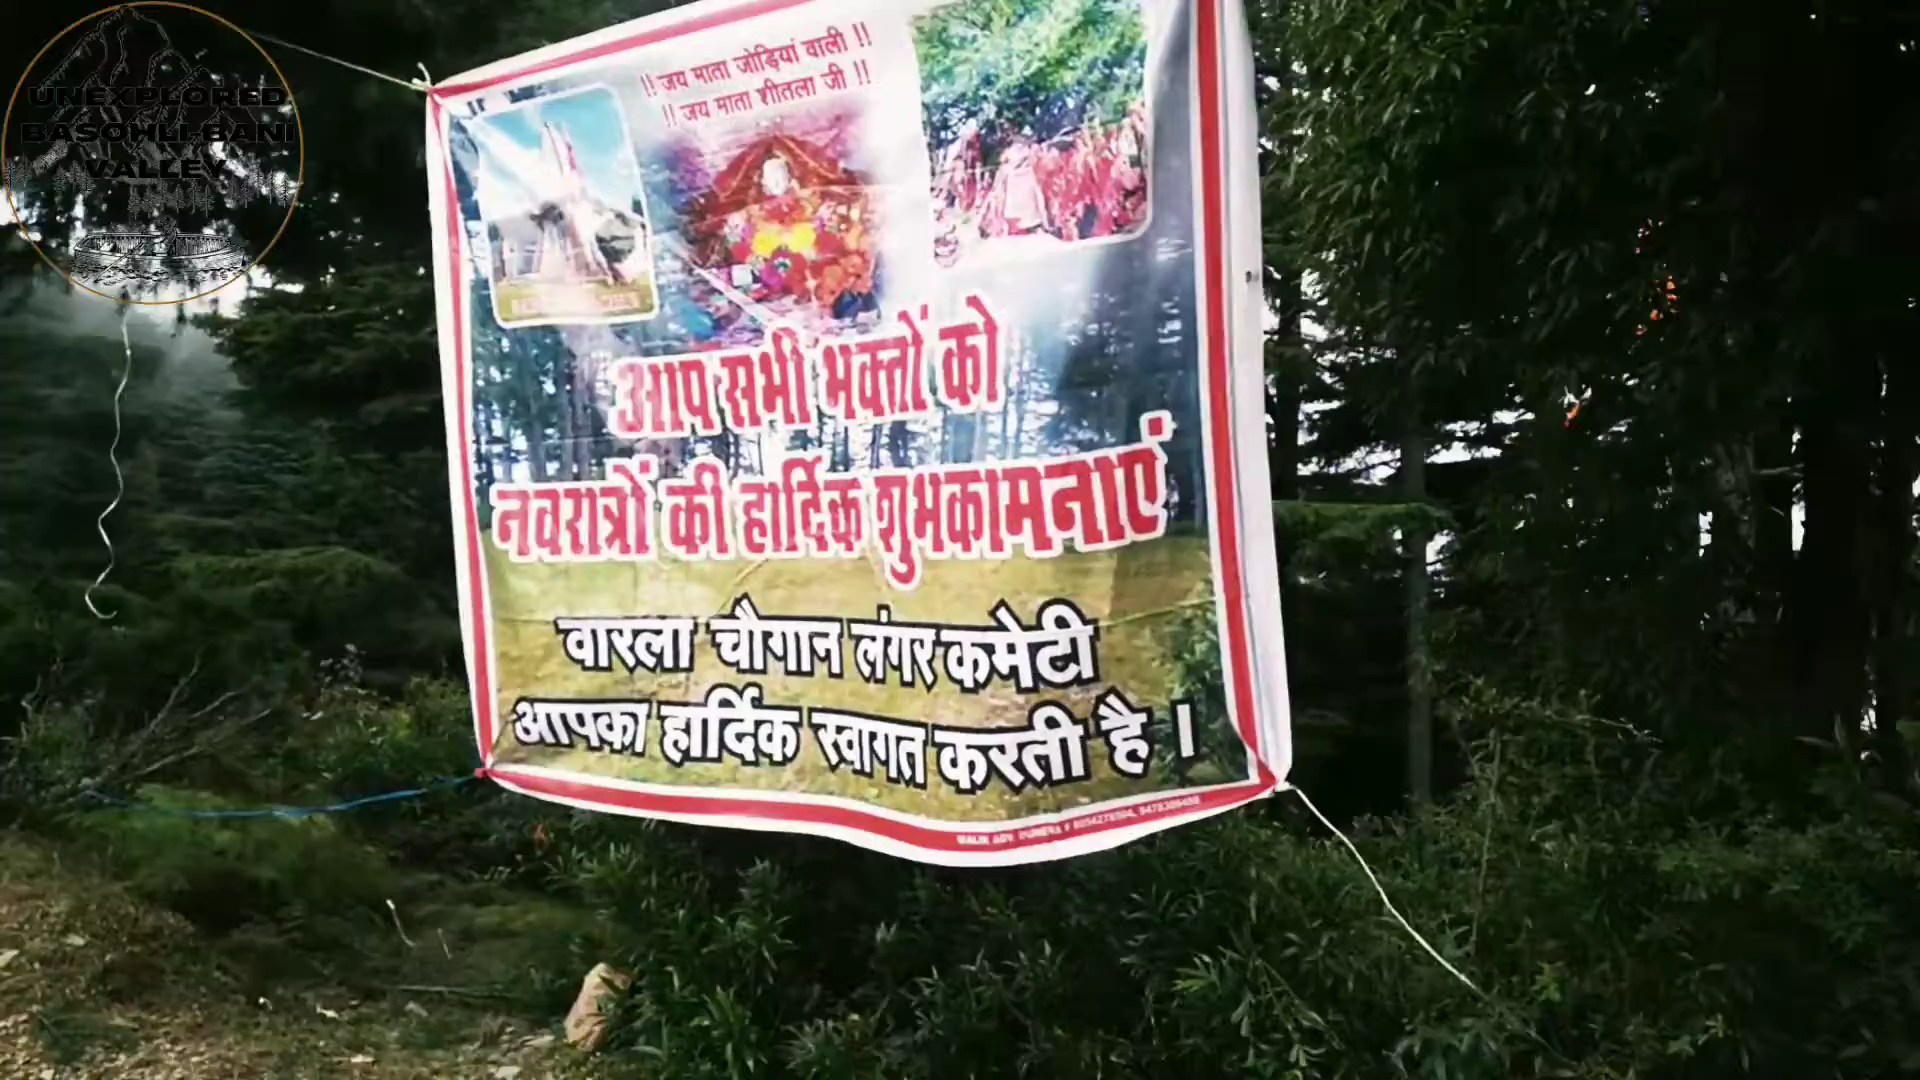 UNEXPLORED
BASOHLI-BANI
VALLEY
!! जय माता जोड़ियां वाली !!
!! जय माता शीतला जी !!
आप सभी भक्तों को
नवरात्रों की हार्दिक शुभकामनाएं
वारला चौगान लंगर कमेटी
आपका हार्दिक स्वागत करती है ।